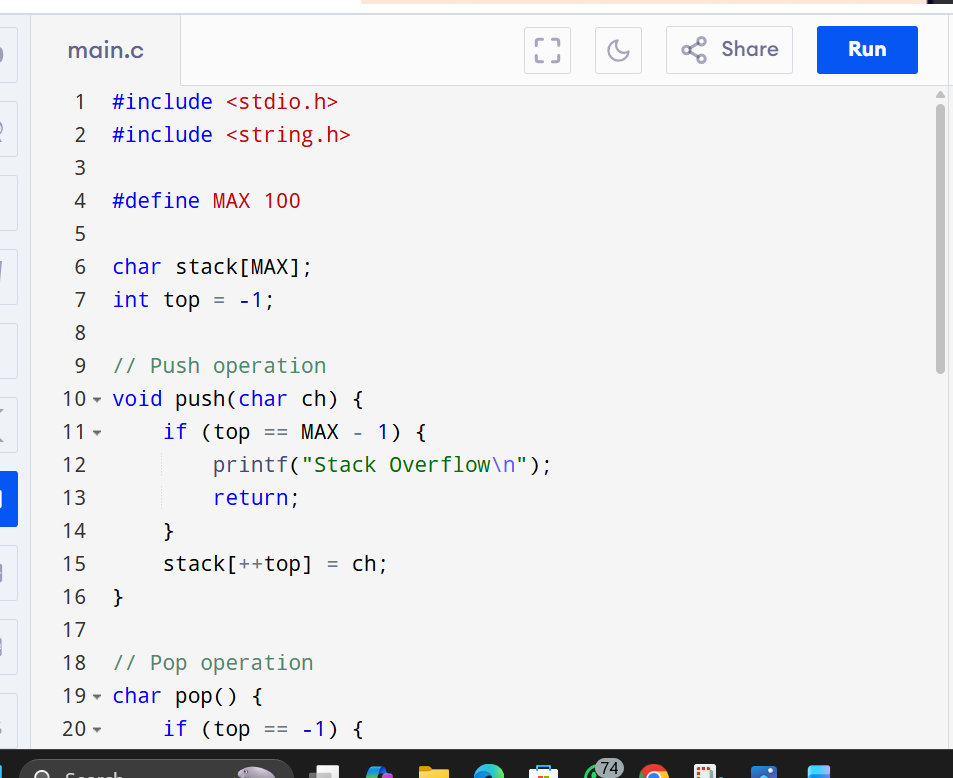 main.c
Share
Run
1 #include <stdio.h>
2 #include <string.h>
3
4 #define MAX 100
5
6 char stack[MAX];
7 int top = -1;
8
9 // Push operation
10 void push(char ch) {
11     if (top == MAX - 1) {
12         printf("Stack Overflow\n");
13         return;
14     }
15     stack[++top] = ch;
16 }
17
18 // Pop operation
19 char pop() {
20     if (top == -1) {
Search
74